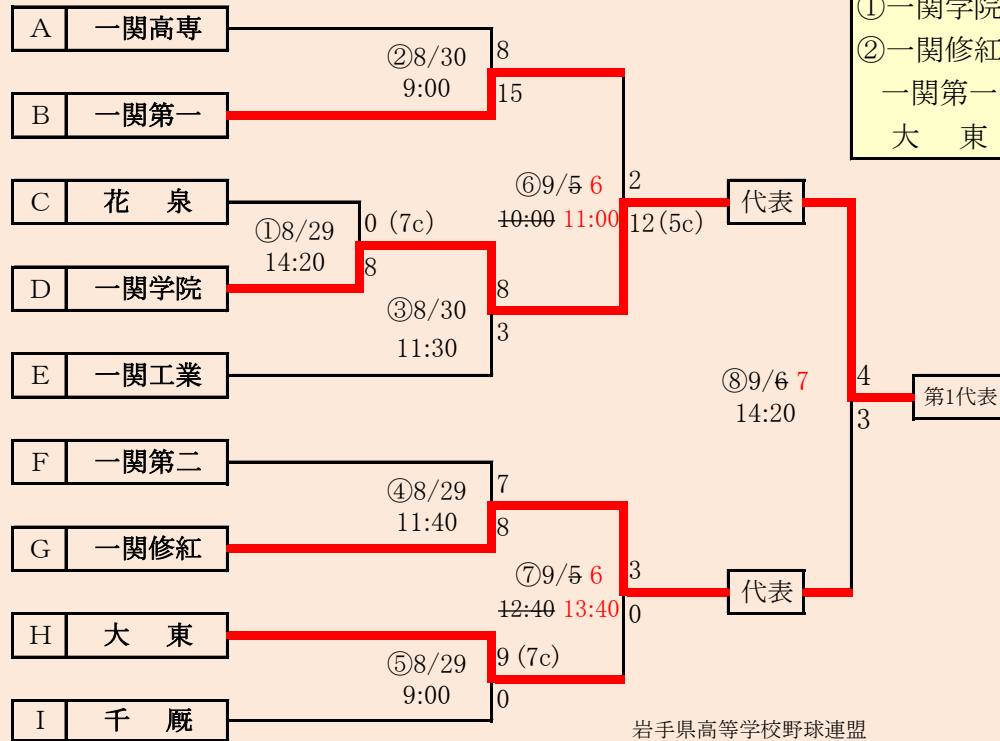 A 一関高専
②8/30
9:00
8
15
B 一関第一
C 花 泉
①8/29
14:20
0 (7c)
8
D 一関学院
③8/30
11:30
8
3
E 一関工業
⑥9/5 6
10:00 11:00
2
12(5c)
代表
F 一関第二
④8/29
11:40
7
8
G 一関修紅
⑦9/5 6
12:40 13:40
3
0
代表
H 大 東
⑤8/29
9:00
9 (7c)
0
I 千 厩
⑧9/6 7
14:20
4
3
第1代表
①一関学院
②一関修紅
一関第一
大 東
岩手県高等学校野球連盟